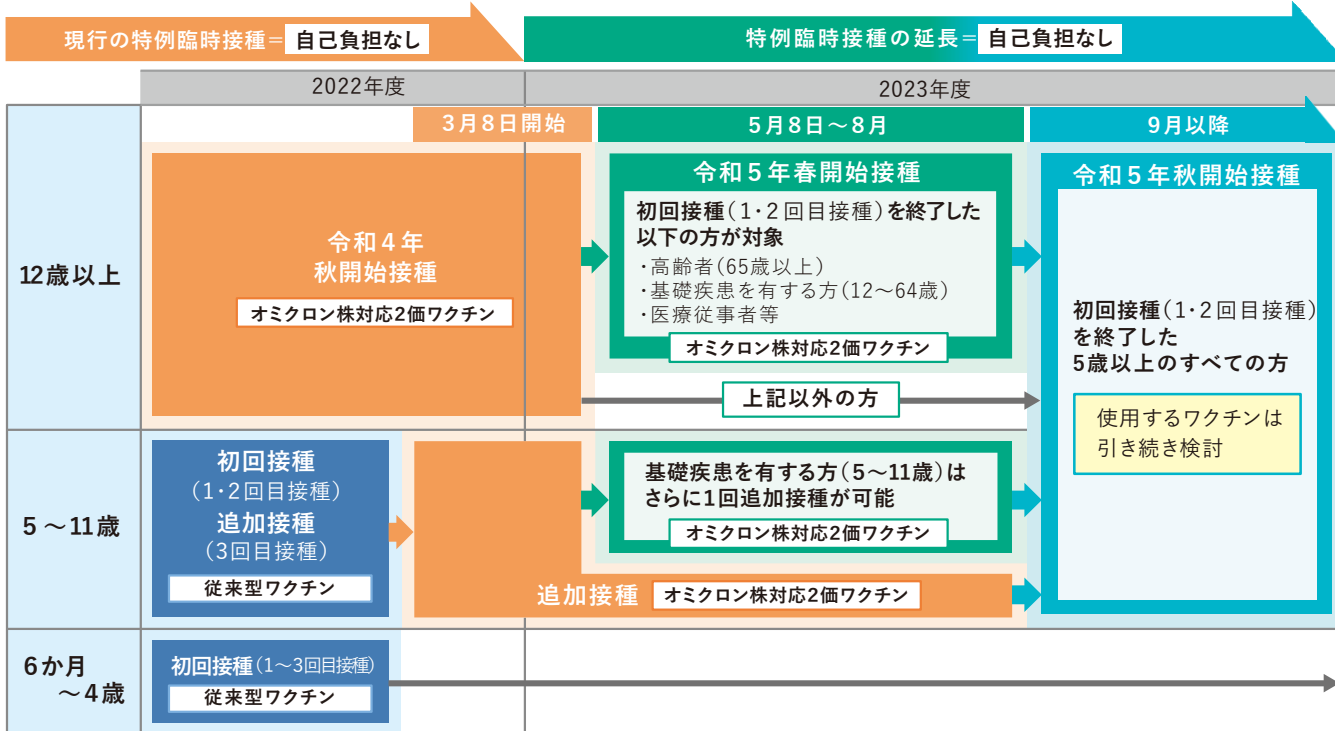 現行の特例臨時接種＝ 自己負担なし
特例臨時接種の延長＝ 自己負担なし
2022年度
2023年度
3月8日開始
5月8日～8月
9月以降
12歳以上
令和4年
秋開始接種
オミクロン株対応2価ワクチン
令和5年春開始接種
初回接種（1・2回目接種）を終了した
以下の方が対象
・高齢者（65歳以上）
・基礎疾患を有する方（12～64歳）
・医療従事者等
オミクロン株対応2価ワクチン
上記以外の方
令和5年秋開始接種
初回接種（1・2回目接種）
を終了した
5歳以上のすべての方
使用するワクチンは
引き続き検討
5～11歳
初回接種
（1・2回目接種）
追加接種
（3回目接種）
従来型ワクチン
基礎疾患を有する方（5～11歳）は
さらに1回追加接種が可能
オミクロン株対応2価ワクチン
追加接種 オミクロン株対応2価ワクチン
6か月
～4歳
初回接種（1～3回目接種）
従来型ワクチン